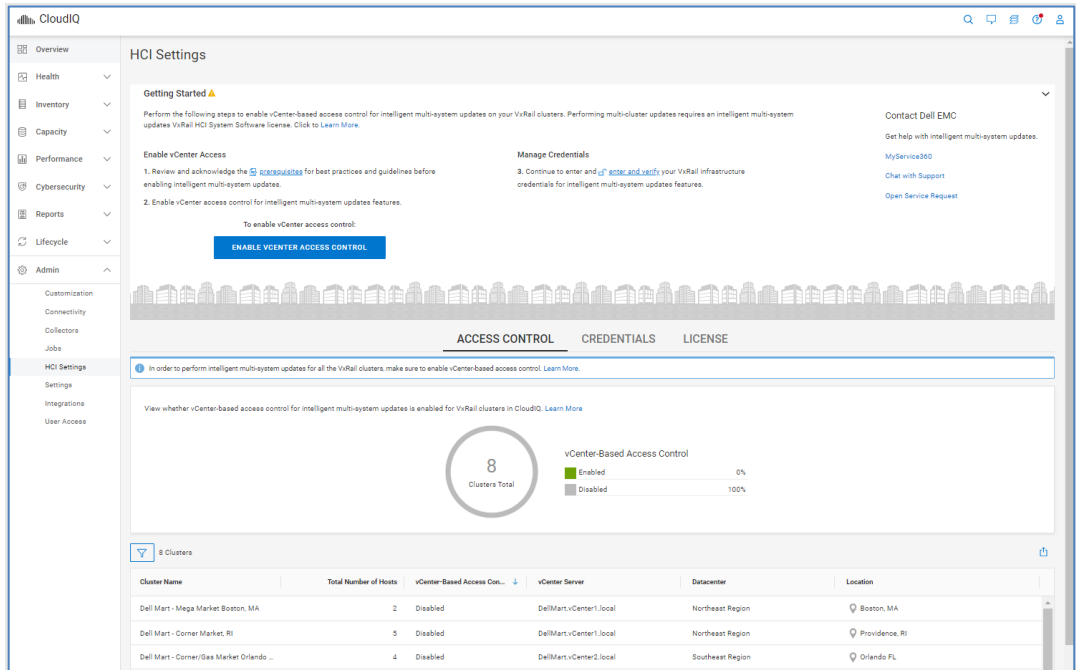 CloudIQ
Overview
Health
Inventory
Capacity
Performance
Cybersecurity
Reports
Lifecycle
Admin
Customization
Connectivity
Collectors
Jobs
HCI Settings
Settings
Integrations
User Access
HCI Settings
Getting Started
Perform the following steps to enable vCenter-based access control for intelligent multi-system updates on your VxRail clusters. Performing multi-cluster updates requires an intelligent multi-system
updates VxRail HCI System Software license. Click to Learn More.
Enable vCenter Access
1. Review and acknowledge the prerequisites for best practices and guidelines before
enabling intelligent multi-system updates.
2. Enable vCenter access control for intelligent multi-system updates features.
To enable vCenter access control:
ENABLE VCENTER ACCESS CONTROL
Manage Credentials
3. Continue to enter and enter and verify your VxRail infrastructure
credentials for intelligent multi-system updates features.
Contact Dell EMC
Get help with intelligent multi-system updates.
MyService360
Chat with Support
Open Service Request
ACCESS CONTROL CREDENTIALS LICENSE
In order to perform intelligent multi-system updates for all the VxRail clusters, make sure to enable vCenter-based access control. Learn More.
View whether vCenter-based access control for intelligent multi-system updates is enabled for VxRail clusters in CloudIQ. Learn More
8
Clusters Total
vCenter-Based Access Control
Enabled 0%
Disabled 100%
8 Clusters
Cluster Name Total Number of Hosts vCenter-Based Access Con... vCenter Server Datacenter Location
Dell Mart - Mega Market Boston, MA 2 Disabled DellMart.vCenter1.local Northeast Region Boston, MA
Dell Mart - Corner Market, RI 5 Disabled DellMart.vCenter1.local Northeast Region Providence, RI
Dell Mart - Corner/Gas Market Orlando ... 4 Disabled DellMart.vCenter2.local Southeast Region Orlando FL